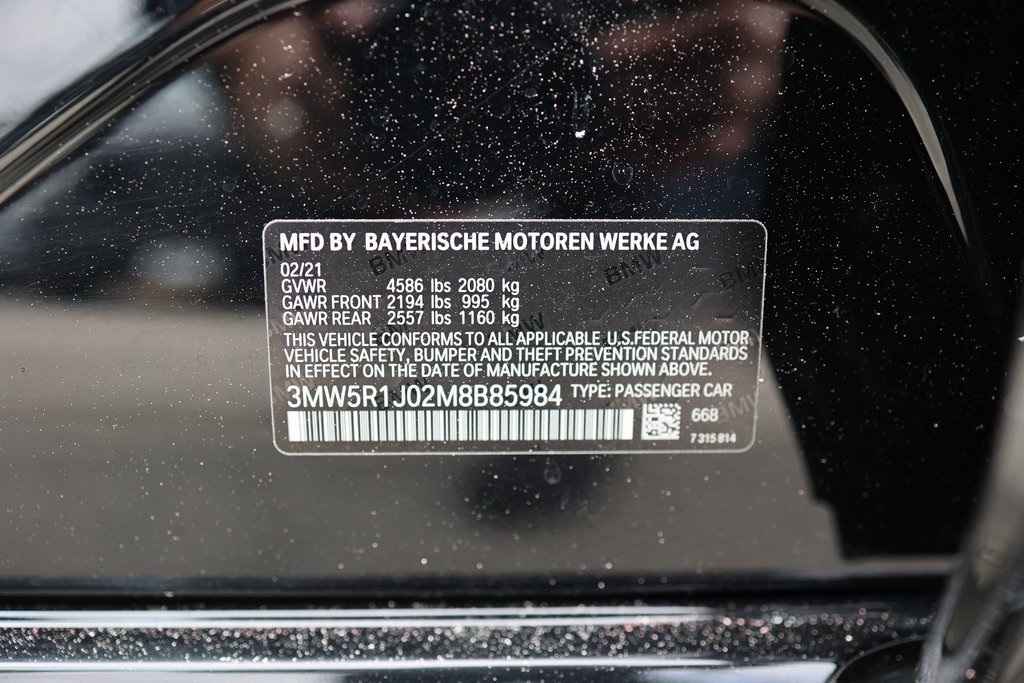 MFD BY BAYERISCHE MOTOREN WERKE AG
02/21
GVWR 4586 lbs 2080 kg
GAWR FRONT 2194 lbs 995 kg
GAWR REAR 2557 lbs 1160 kg
THIS VEHICLE CONFORMS TO ALL APPLICABLE U.S.FEDERAL MOTOR
VEHICLE SAFETY, BUMPER AND THEFT PREVENTION STANDARDS
IN EFFECT ON THE DATE OF MANUFACTURE SHOWN ABOVE.
3MW5R1J02M8B85984 TYPE: PASSENGER CAR
668
7 315 814